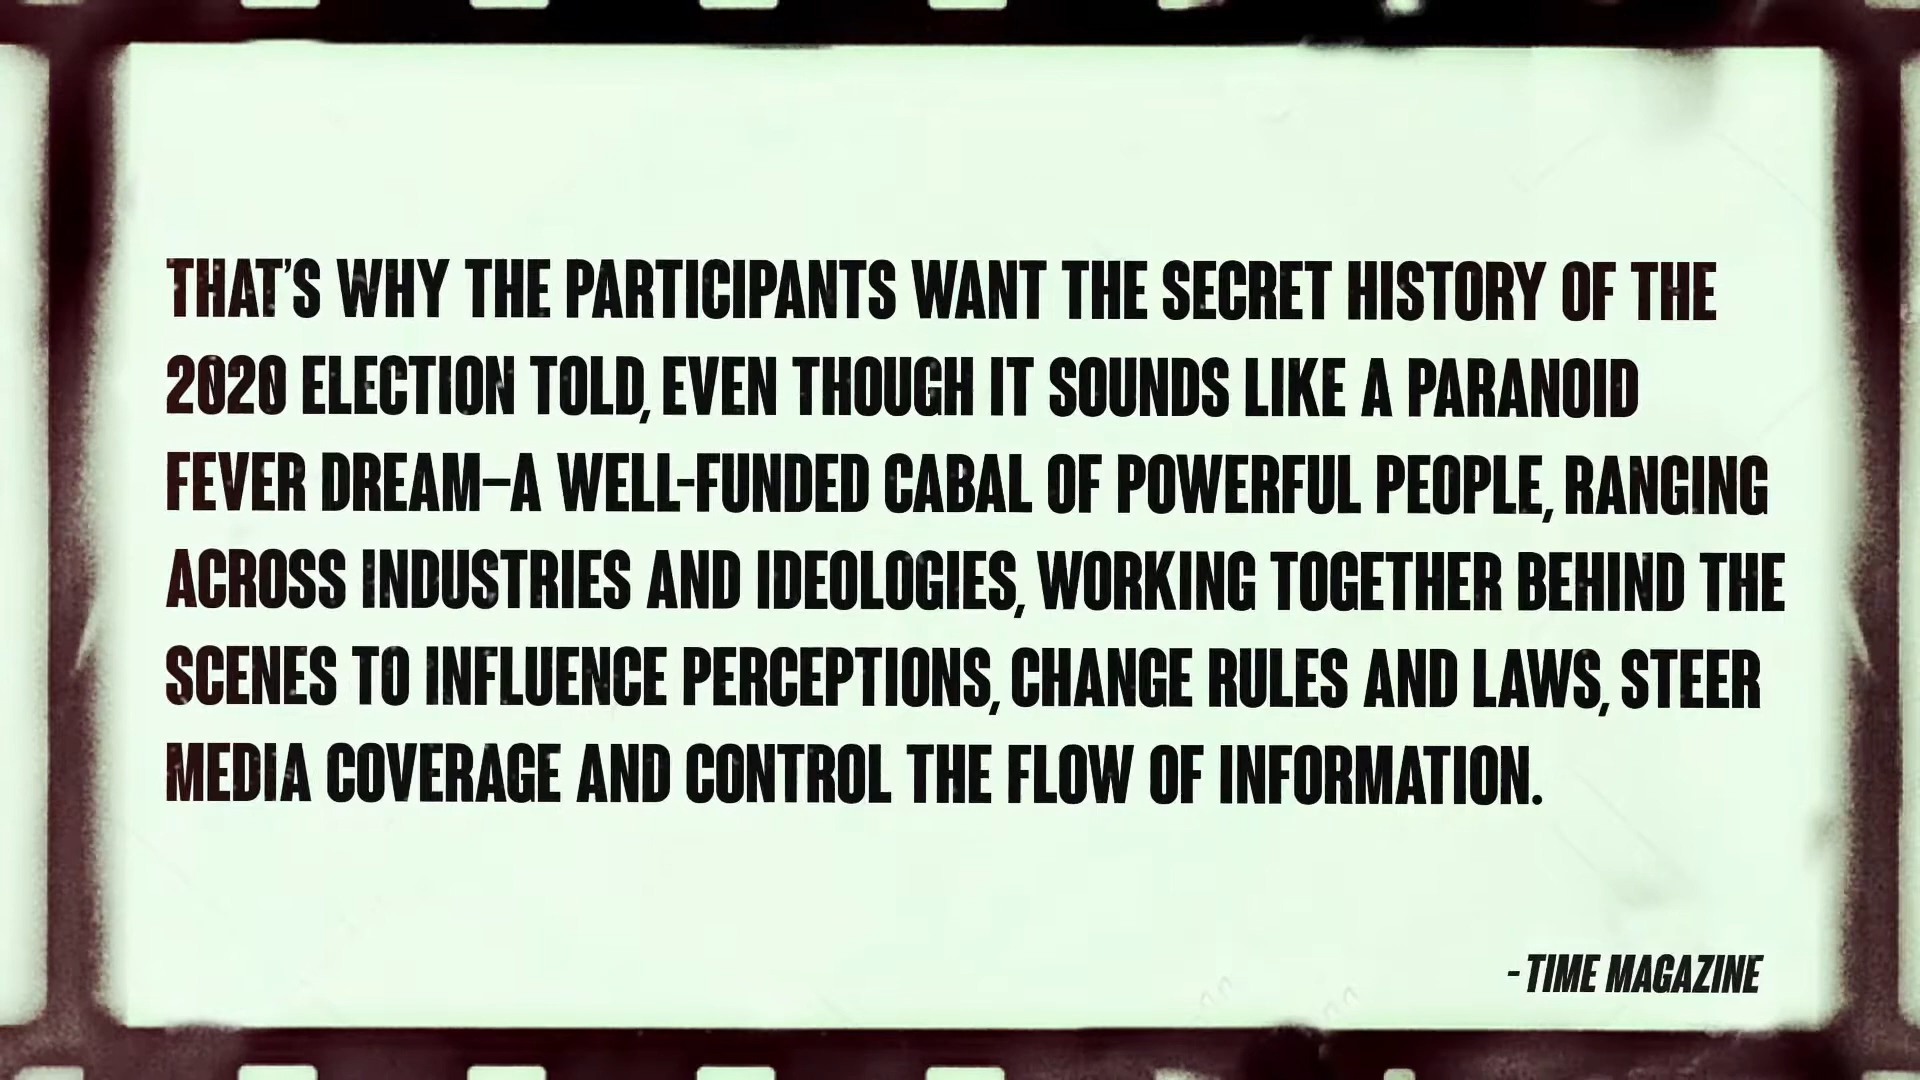 THAT'S WHY THE PARTICIPANTS WANT THE SECRET HISTORY OF THE
2020 ELECTION TOLD, EVEN THOUGH IT SOUNDS LIKE A PARANOID
FEVER DREAM–A WELL-FUNDED CABAL OF POWERFUL PEOPLE, RANGING
ACROSS INDUSTRIES AND IDEOLOGIES, WORKING TOGETHER BEHIND THE
SCENES TO INFLUENCE PERCEPTIONS, CHANGE RULES AND LAWS, STEER
MEDIA COVERAGE AND CONTROL THE FLOW OF INFORMATION.
- TIME MAGAZINE